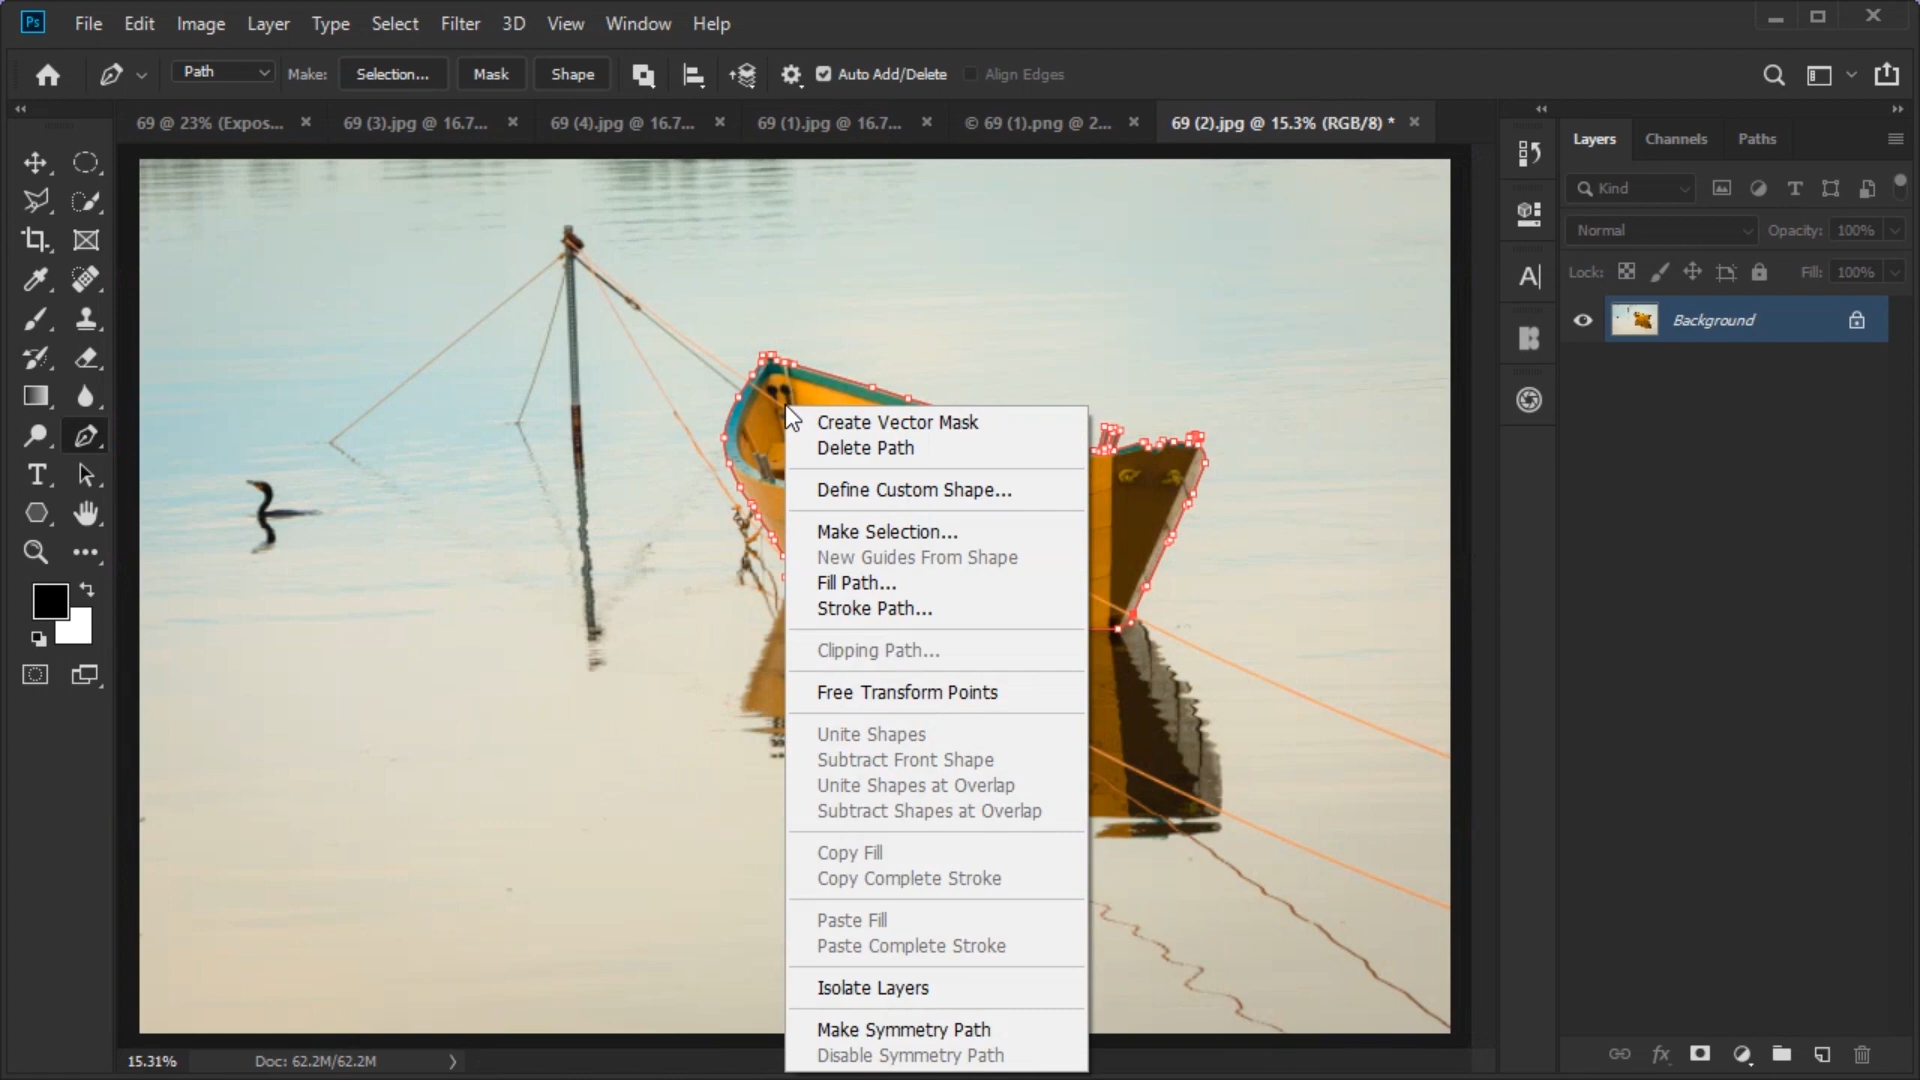 Ps File Edit Image Layer Type Select Filter 3D View Window Help
Path Make: Selection... Mask Shape Auto Add/Delete Align Edges
69 @ 23% (Expos... 69 (3).jpg @ 16.7... 69 (4).jpg @ 16.7... 69 (1).jpg @ 16.7... © 69 (1).png @ 2... 69 (2).jpg @ 15.3% (RGB/8) *
Layers Channels Paths
Kind
Normal Opacity: 100%
Lock: Fill: 100%
Background
Create Vector Mask
Delete Path
Define Custom Shape...
Make Selection...
New Guides From Shape
Fill Path...
Stroke Path...
Clipping Path...
Free Transform Points
Unite Shapes
Subtract Front Shape
Unite Shapes at Overlap
Subtract Shapes at Overlap
Copy Fill
Copy Complete Stroke
Paste Fill
Paste Complete Stroke
Isolate Layers
Make Symmetry Path
Disable Symmetry Path
15.31% Doc: 62.2M/62.2M
fx